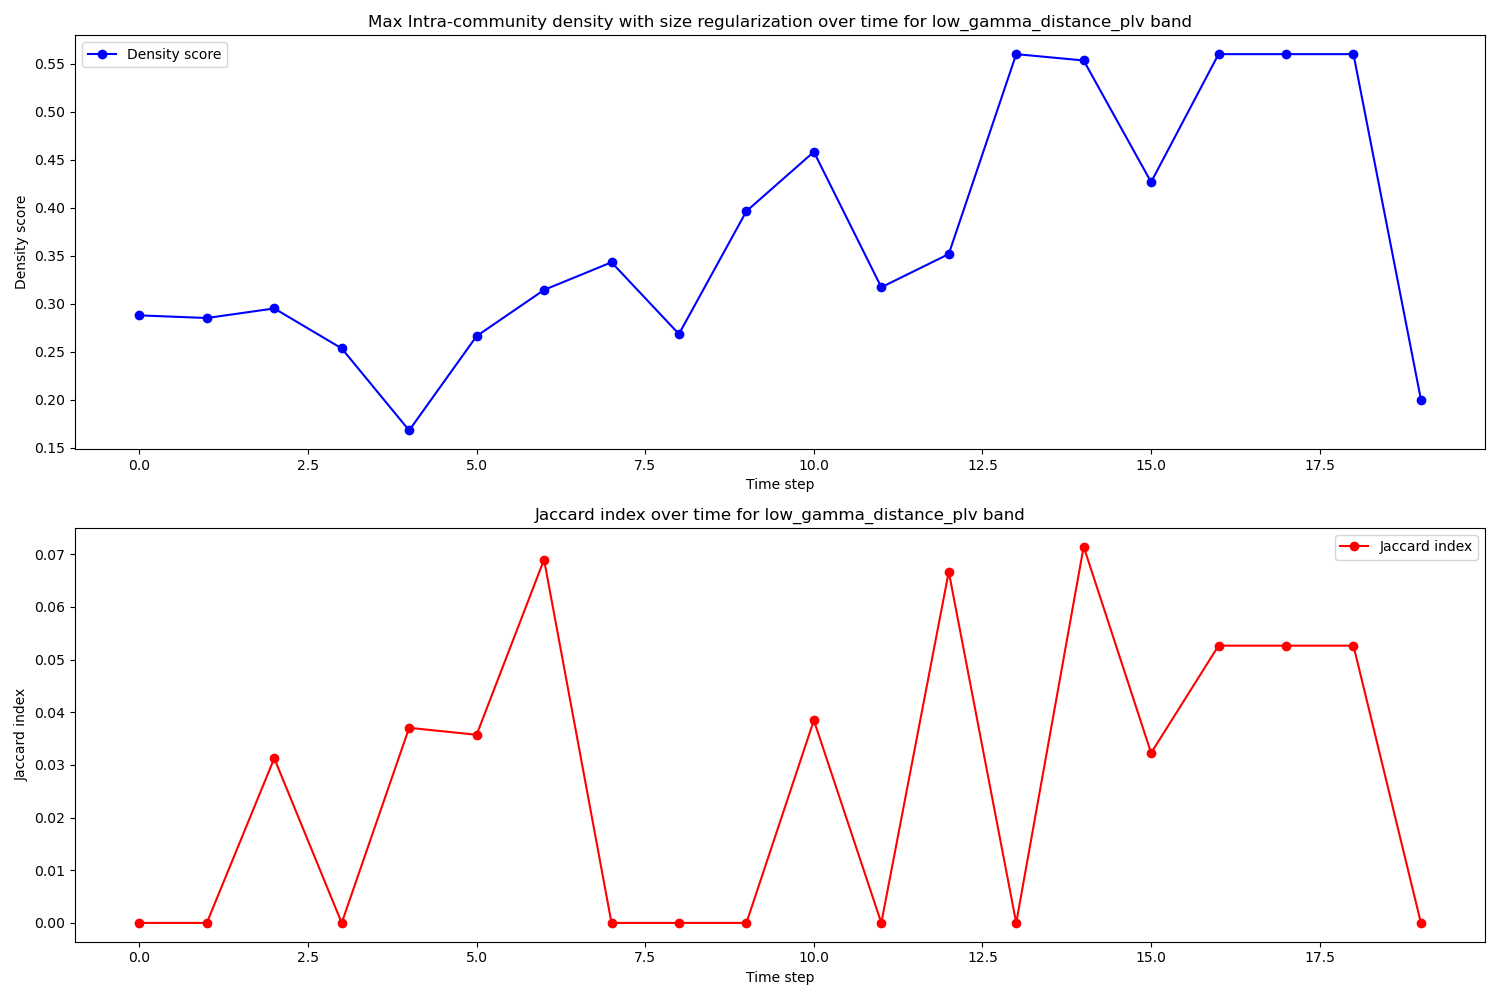 Max Intra-community density with size regularization over time for low_gamma_distance_plv band
Density score
Density score
0.55
0.50
0.45
0.40
0.35
0.30
0.25
0.20
0.15
0.0 2.5 5.0 7.5 10.0 12.5 15.0 17.5
Time step
Jaccard index over time for low_gamma_distance_plv band
Jaccard index
Jaccard index
0.07
0.06
0.05
0.04
0.03
0.02
0.01
0.00
0.0 2.5 5.0 7.5 10.0 12.5 15.0 17.5
Time step